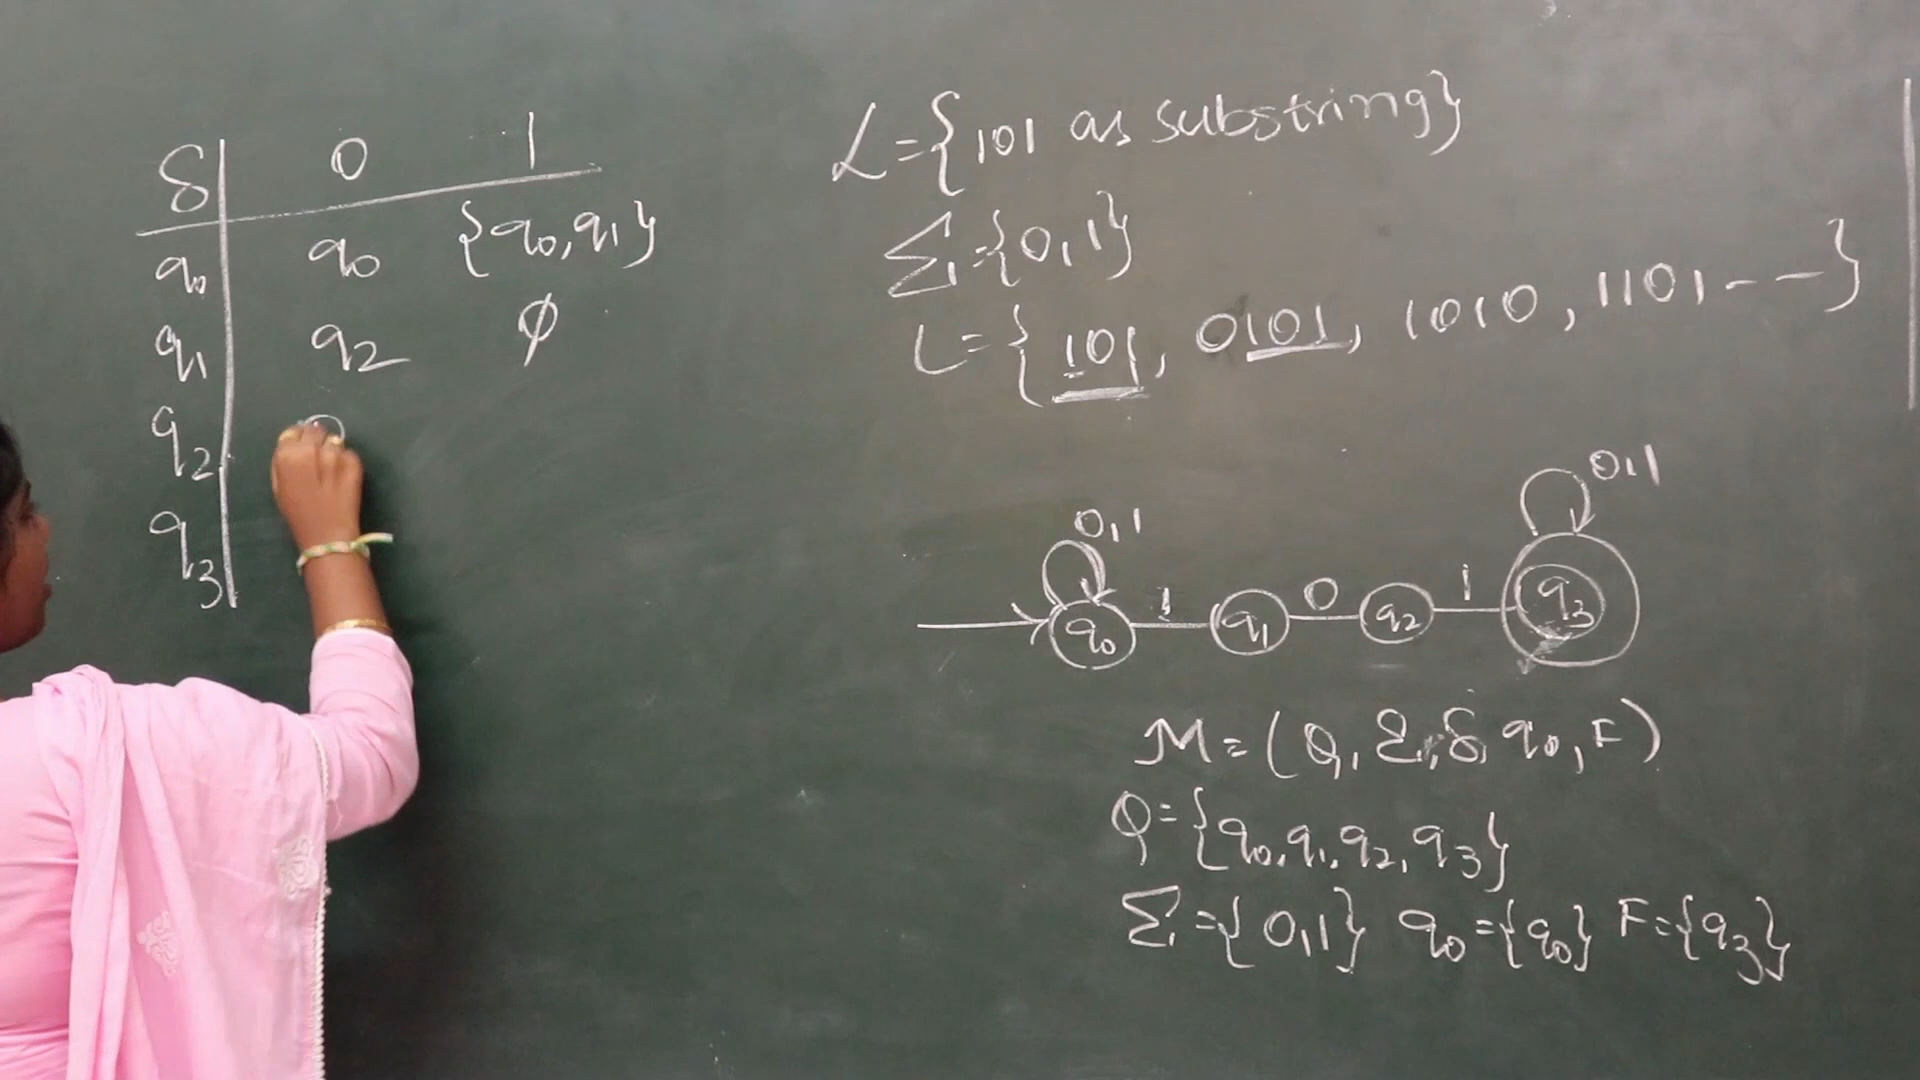 δ 0 1
q0 q0 {q0,q1}
q1 q2 ϕ
q2
q3
L={101 as substring}
Σ={0,1}
L={101, 0101, 1010, 1101--}
0,1
0,1
1 0 1
q0 q1 q2 q3
M=(Q,Σ,δ,q0,F)
Q={q0,q1,q2,q3}
Σ={0,1} q0={q0} F={q3}